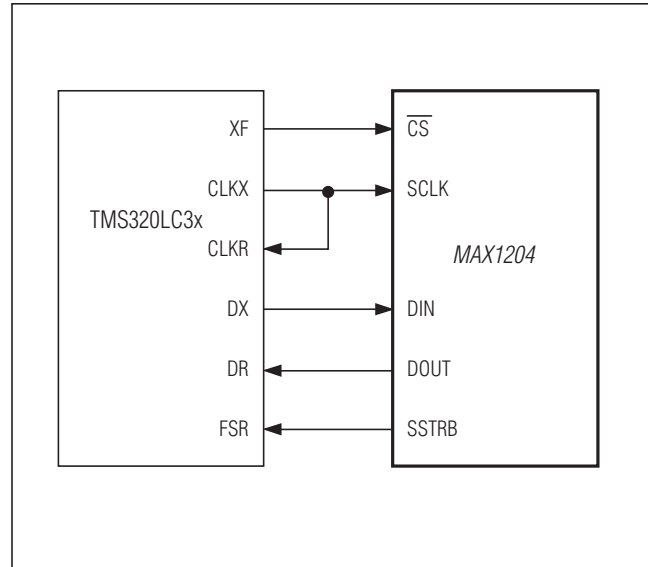 XF
CS
CLKX
SCLK
TMS320LC3x
CLKR
MAX1204
DX
DIN
DR
DOUT
FSR
SSTRB